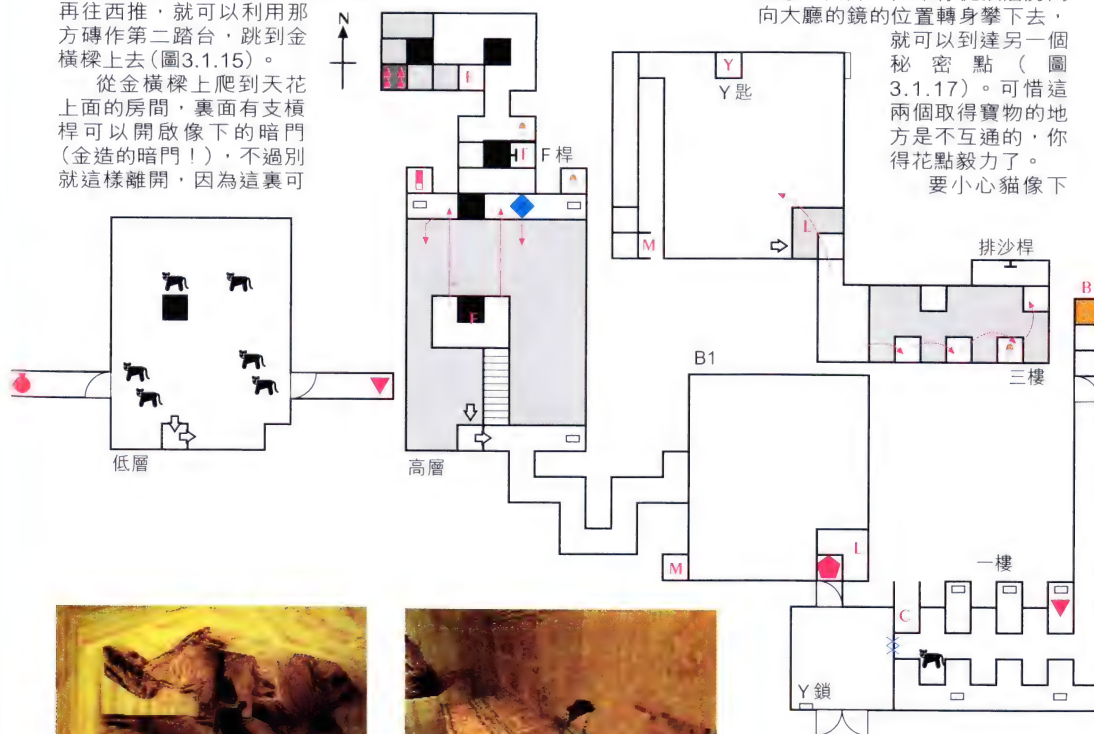 再往西推，就可以利用那
方磚作第二踏台，跳到金
橫樑上去(圖3.1.15)。
從金橫樑上爬到天花
上面的房間，裏面有支槓
桿可以開啟像下的暗門
(金造的暗門！)，不過別
就這樣離開，因為這裏可
向大廳的鏡的位置轉身攀下去，
就可以到達另一個
秘密點（圖
3.1.17)。可惜這
兩個取得寶物的地
方是不互通的，你
得花點毅力了。
要小心貓像下
N
F桿
E
高層
低層
Y
Y匙
M
L
排沙桿
三樓
B
B1
L
M
一樓
C
Y鎖